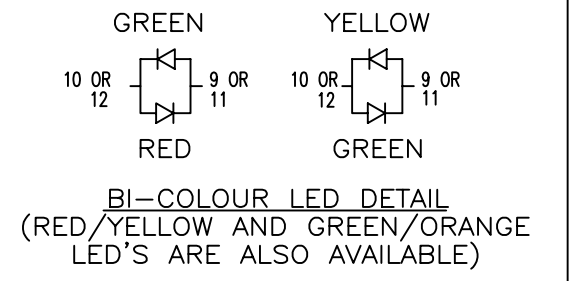 GREEN YELLOW
10 OR 9 OR 10 OR 9 OR
12 11 12 11
RED GREEN
BI-COLOUR LED DETAIL
(RED/YELLOW AND GREEN/ORANGE
LED'S ARE ALSO AVAILABLE)